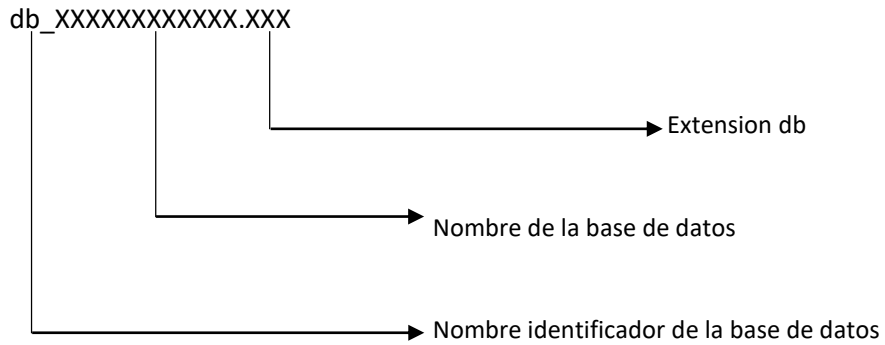 db_XXXXXXXXXXXX.XXX
Extension db
Nombre de la base de datos
Nombre identificador de la base de datos